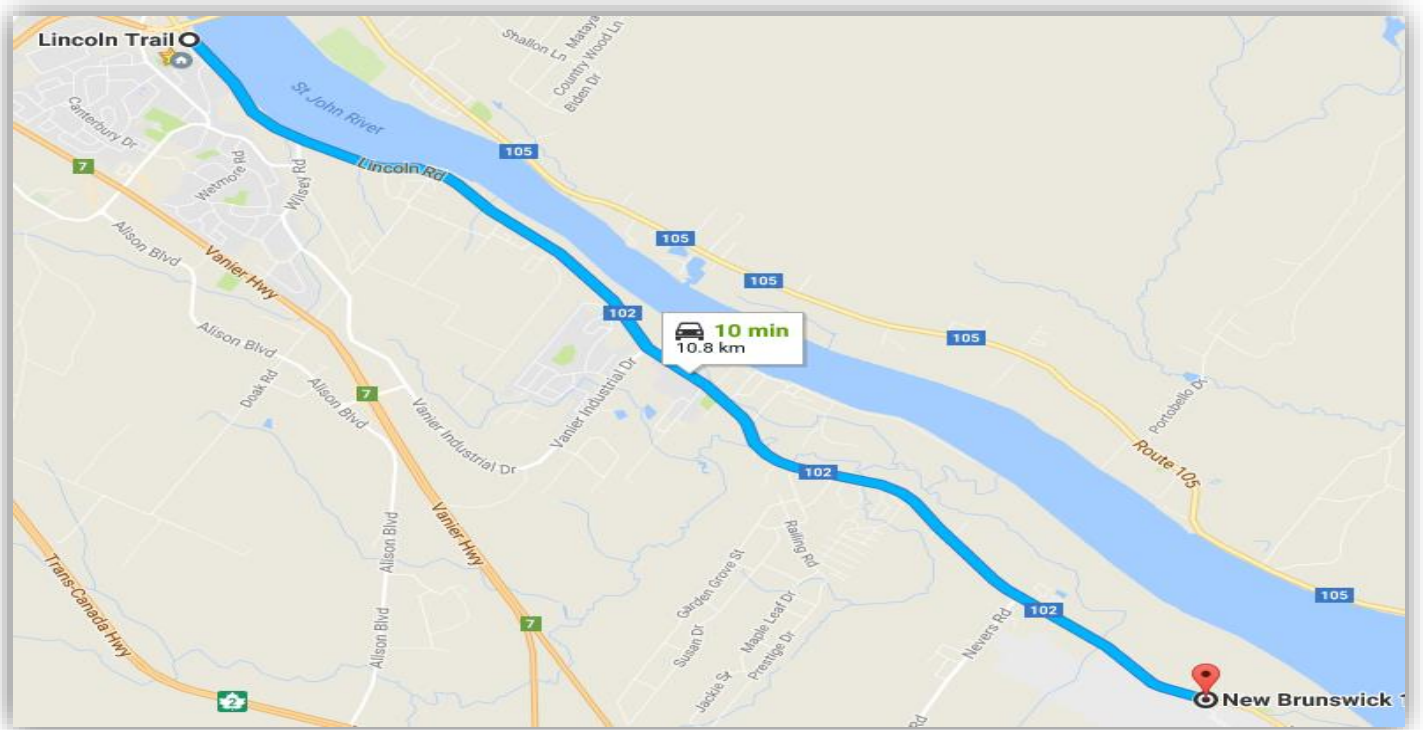 Lincoln Trail
Shallon Ln
Country Wood Ln
Biden Dr
St John River
Canterbury Dr
105
7
Wetmore Rd
Wilsey Rd
Lincoln Rd
Alison Blvd
Vanier Hwy
105
105
102
10 min
10.8 km
105
Alison Blvd
Doak Rd
Alison Blvd
7
Vanier Industrial Dr
Vanier Industrial Dr
Portobello Dr
Route 105
102
Vanier Hwy
Alison Blvd
Railing Rd
Trans-Canada Hwy
Garden Grove St
Maple Leaf Dr
Susan Dr
Prestige Dr
7
Nevers Rd
102
105
Alison Blvd
2
Rd
New Brunswick